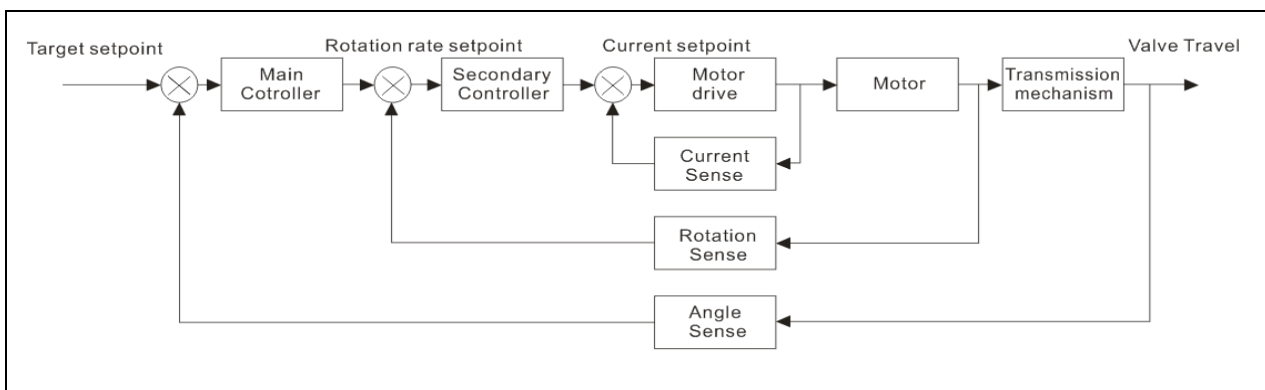 Target setpoint
Rotation rate setpoint
Current setpoint
Valve Travel
Main
Cotroller
Secondary
Controller
Motor
drive
Motor
Transmission
mechanism
Current
Sense
Rotation
Sense
Angle
Sense